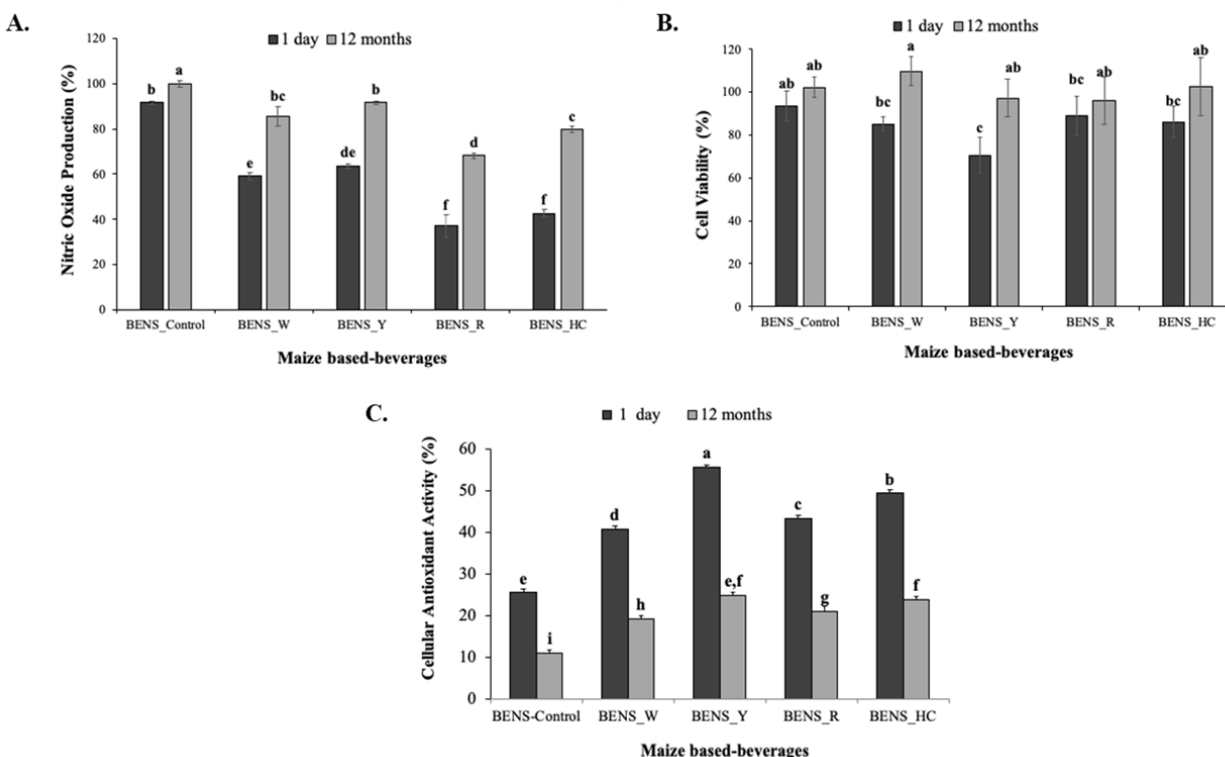 A.
■ 1 day ■ 12 months
Nitric Oxide Production (%)
120
100
80
60
40
20
0
b a
e bc
de b
f d
f c
BENS_Control BENS_W BENS_Y BENS_R BENS_HC
Maize based-beverages
B.
■ 1 day ■ 12 months
Cell Viability (%)
120
100
80
60
40
20
0
ab ab
bc a
c ab
bc ab
bc ab
BENS_Control BENS_W BENS_Y BENS_R BENS_HC
Maize based-beverages
C.
■ 1 day ■ 12 months
Cellular Antioxidant Activity (%)
60
50
40
30
20
10
0
e i
d h
a e,f
c g
b f
BENS-Control BENS_W BENS_Y BENS_R BENS_HC
Maize based-beverages